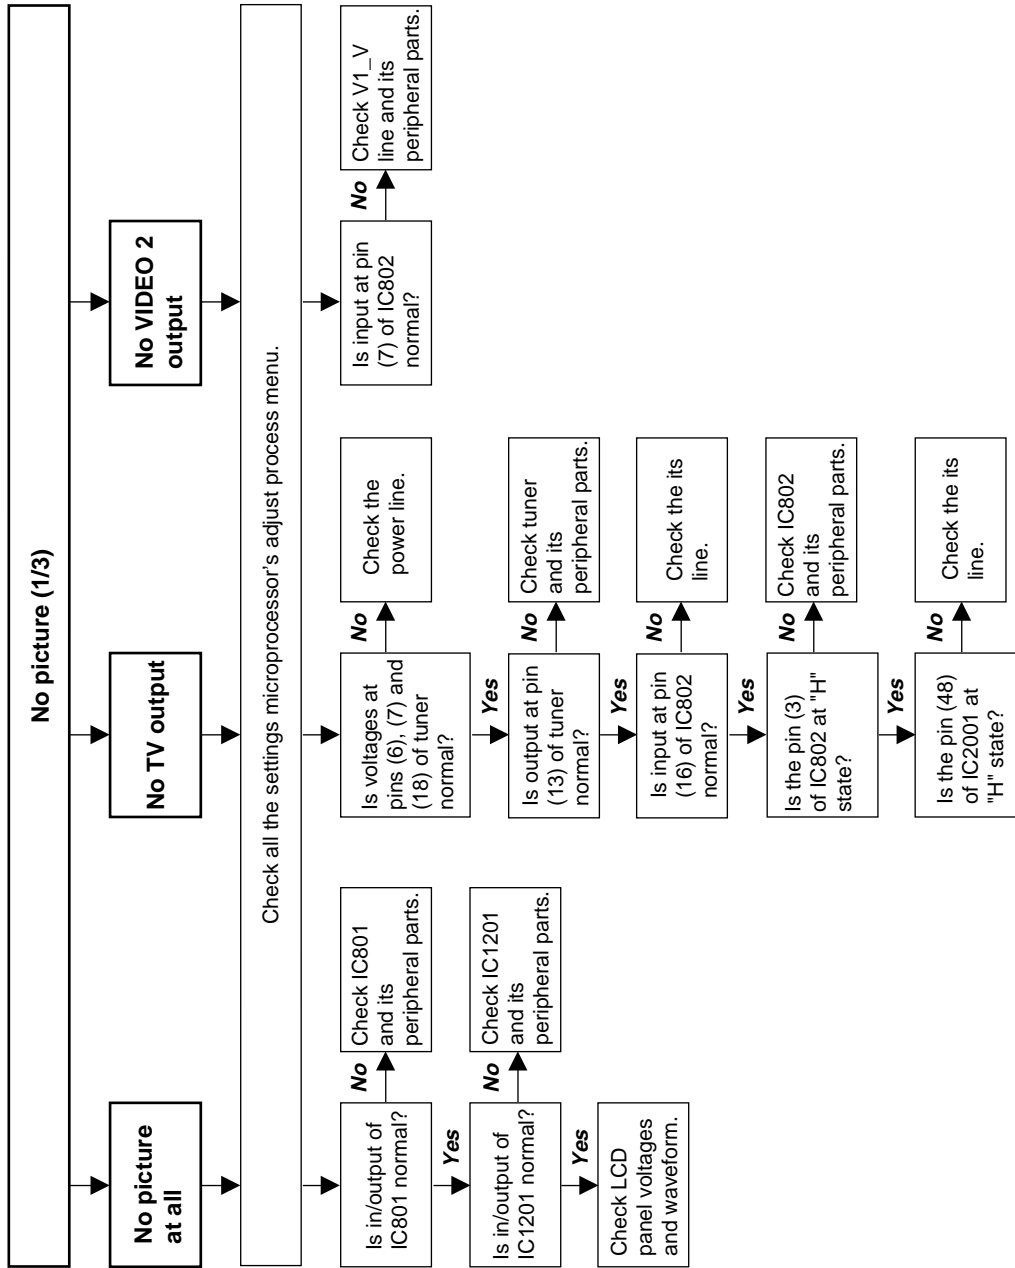 No picture (1/3)
No picture
at all
No TV output
No VIDEO 2
output
Check all the settings microprocessor's adjust process menu.
Is in/output of
IC801 normal?
No
Check IC801
and its
peripheral parts.
Yes
Is in/output of
IC1201 normal?
No
Check IC1201
and its
peripheral parts.
Yes
Check LCD
panel voltages
and waveform.
Is voltages at
pins (6), (7) and
(18) of tuner
normal?
No
Check the
power line.
Yes
Is output at pin
(13) of tuner
normal?
No
Check tuner
and its
peripheral parts.
Yes
Is input at pin
(16) of IC802
normal?
No
Check the its
line.
Yes
Is the pin (3)
of IC802 at "H"
state?
No
Check IC802
and its
peripheral parts.
Yes
Is the pin (48)
of IC2001 at
"H" state?
No
Check the its
line.
Is input at pin
(7) of IC802
normal?
No
Check V1_V
line and its
peripheral parts.